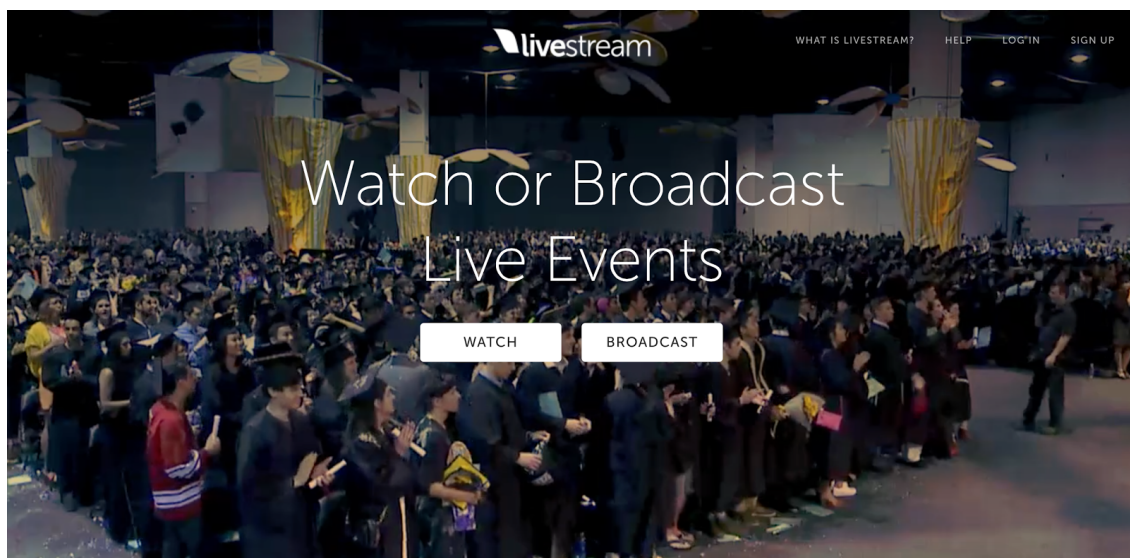 livestream
WHAT IS LIVESTREAM?
HELP
LOG IN
SIGN UP
Watch or Broadcast
Live Events
WATCH
BROADCAST